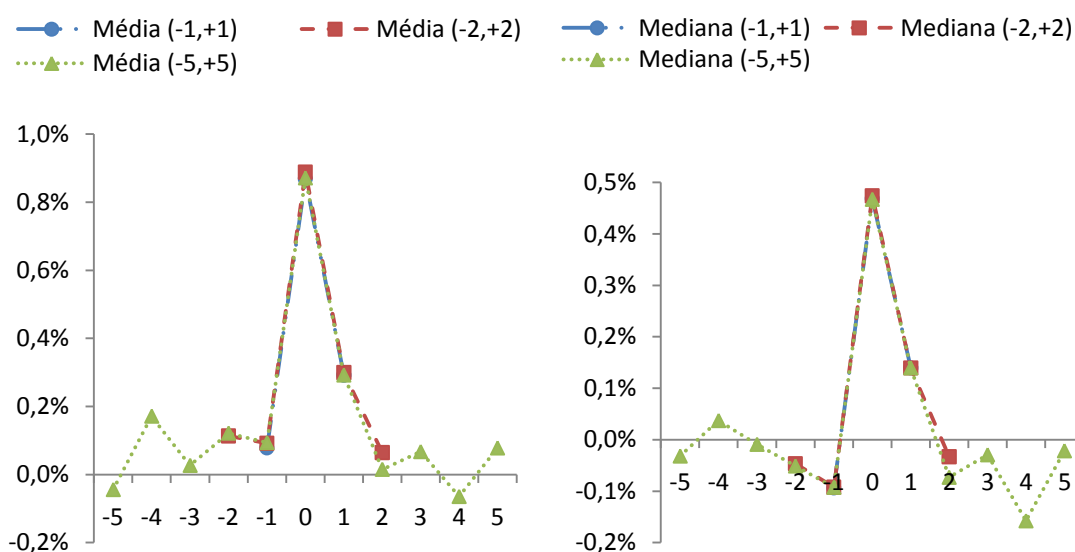 Média (-1,+1) Média (-2,+2)
Média (-5,+5)
1,0%
0,8%
0,6%
0,4%
0,2%
0,0%
-0,2%
-5 -4 -3 -2 -1 0 1 2 3 4 5
Mediana (-1,+1) Mediana (-2,+2)
Mediana (-5,+5)
0,5%
0,4%
0,3%
0,2%
0,1%
0,0%
-0,1%
-0,2%
-5 -4 -3 -2 -1 0 1 2 3 4 5